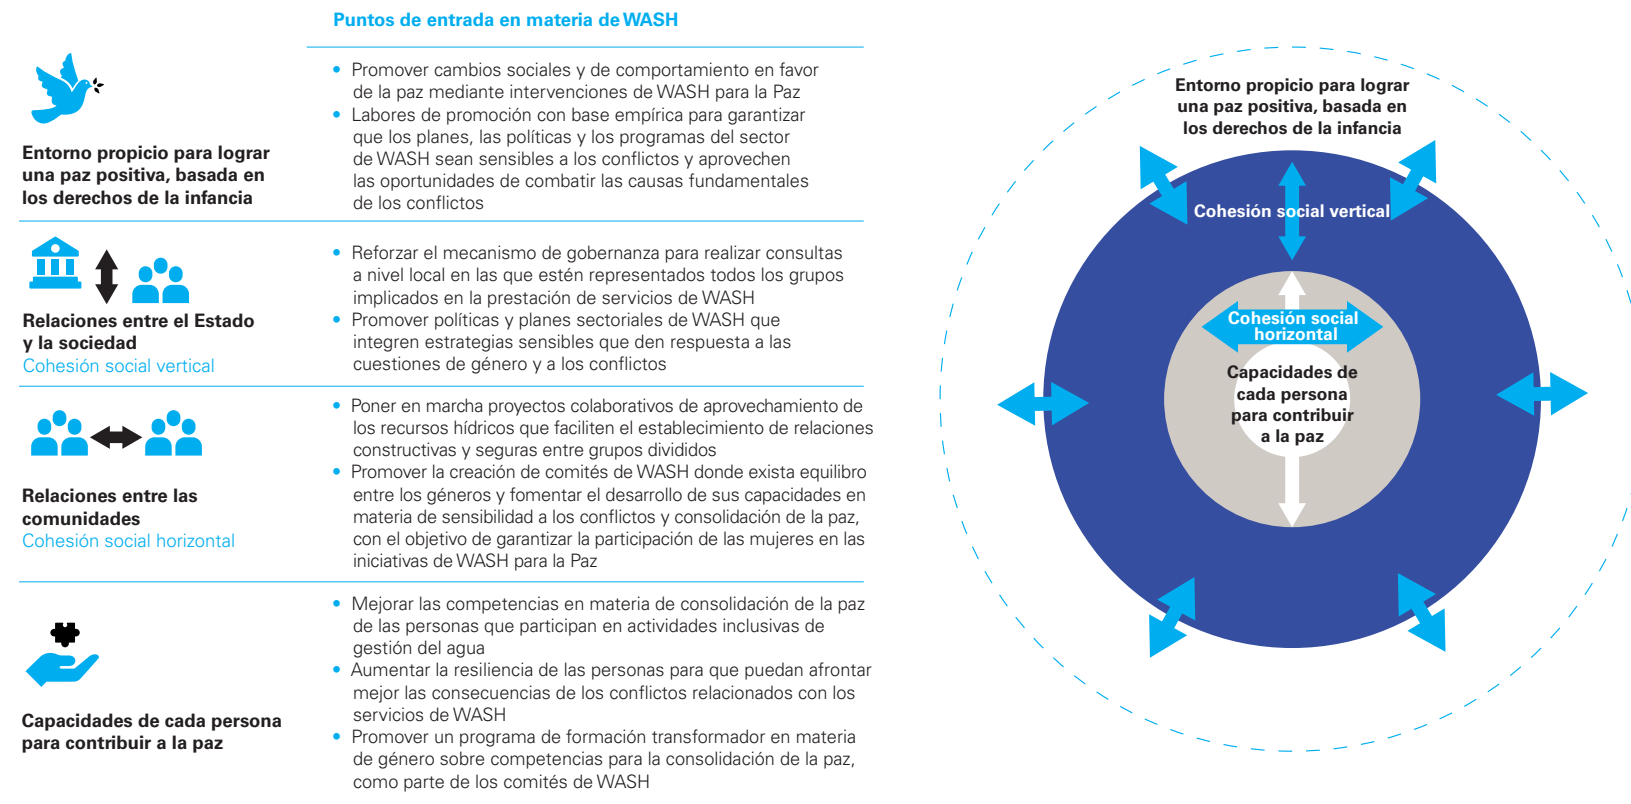 Puntos de entrada en materia de WASH
Entorno propicio para lograr
una paz positiva, basada en
los derechos de la infancia
• Promover cambios sociales y de comportamiento en favor
de la paz mediante intervenciones de WASH para la Paz
• Labores de promoción con base empírica para garantizar
que los planes, las políticas y los programas del sector
de WASH sean sensibles a los conflictos y aprovechen
las oportunidades de combatir las causas fundamentales
de los conflictos
Relaciones entre el Estado
y la sociedad
Cohesión social vertical
• Reforzar el mecanismo de gobernanza para realizar consultas
a nivel local en las que estén representados todos los grupos
implicados en la prestación de servicios de WASH
• Promover políticas y planes sectoriales de WASH que
integren estrategias sensibles que den respuesta a las
cuestiones de género y a los conflictos
Relaciones entre las
comunidades
Cohesión social horizontal
• Poner en marcha proyectos colaborativos de aprovechamiento de
los recursos hídricos que faciliten el establecimiento de relaciones
constructivas y seguras entre grupos divididos
• Promover la creación de comités de WASH donde exista equilibro
entre los géneros y fomentar el desarrollo de sus capacidades en
materia de sensibilidad a los conflictos y consolidación de la paz,
con el objetivo de garantizar la participación de las mujeres en las
iniciativas de WASH para la Paz
Capacidades de cada persona
para contribuir a la paz
• Mejorar las competencias en materia de consolidación de la paz
de las personas que participan en actividades inclusivas de
gestión del agua
• Aumentar la resiliencia de las personas para que puedan afrontar
mejor las consecuencias de los conflictos relacionados con los
servicios de WASH
• Promover un programa de formación transformador en materia
de género sobre competencias para la consolidación de la paz,
como parte de los comités de WASH
Entorno propicio para lograr
una paz positiva, basada en
los derechos de la infancia
Cohesión social vertical
Cohesión social
horizontal
Capacidades de
cada persona
para contribuir
a la paz